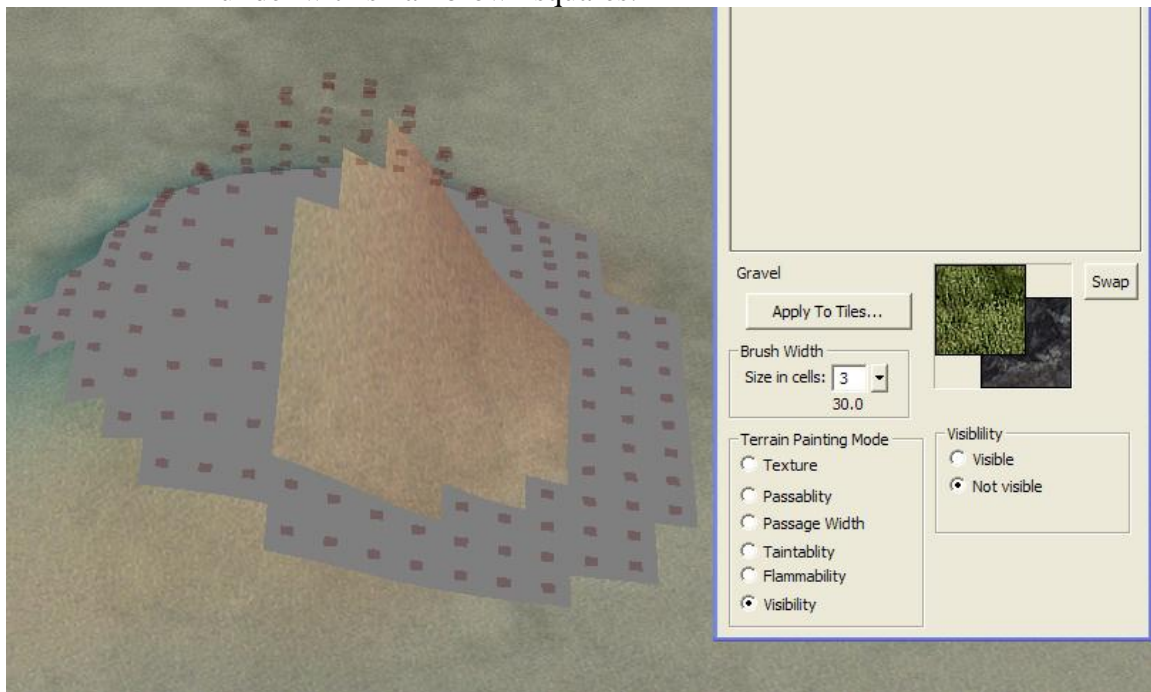 Gravel
Swap
Apply To Tiles...
Brush Width
Size in cells: 3
30.0
Terrain Painting Mode
Texture
Passablity
Passage Width
Taintablity
Flammability
Visibility
Visiblility
Visible
Not visible